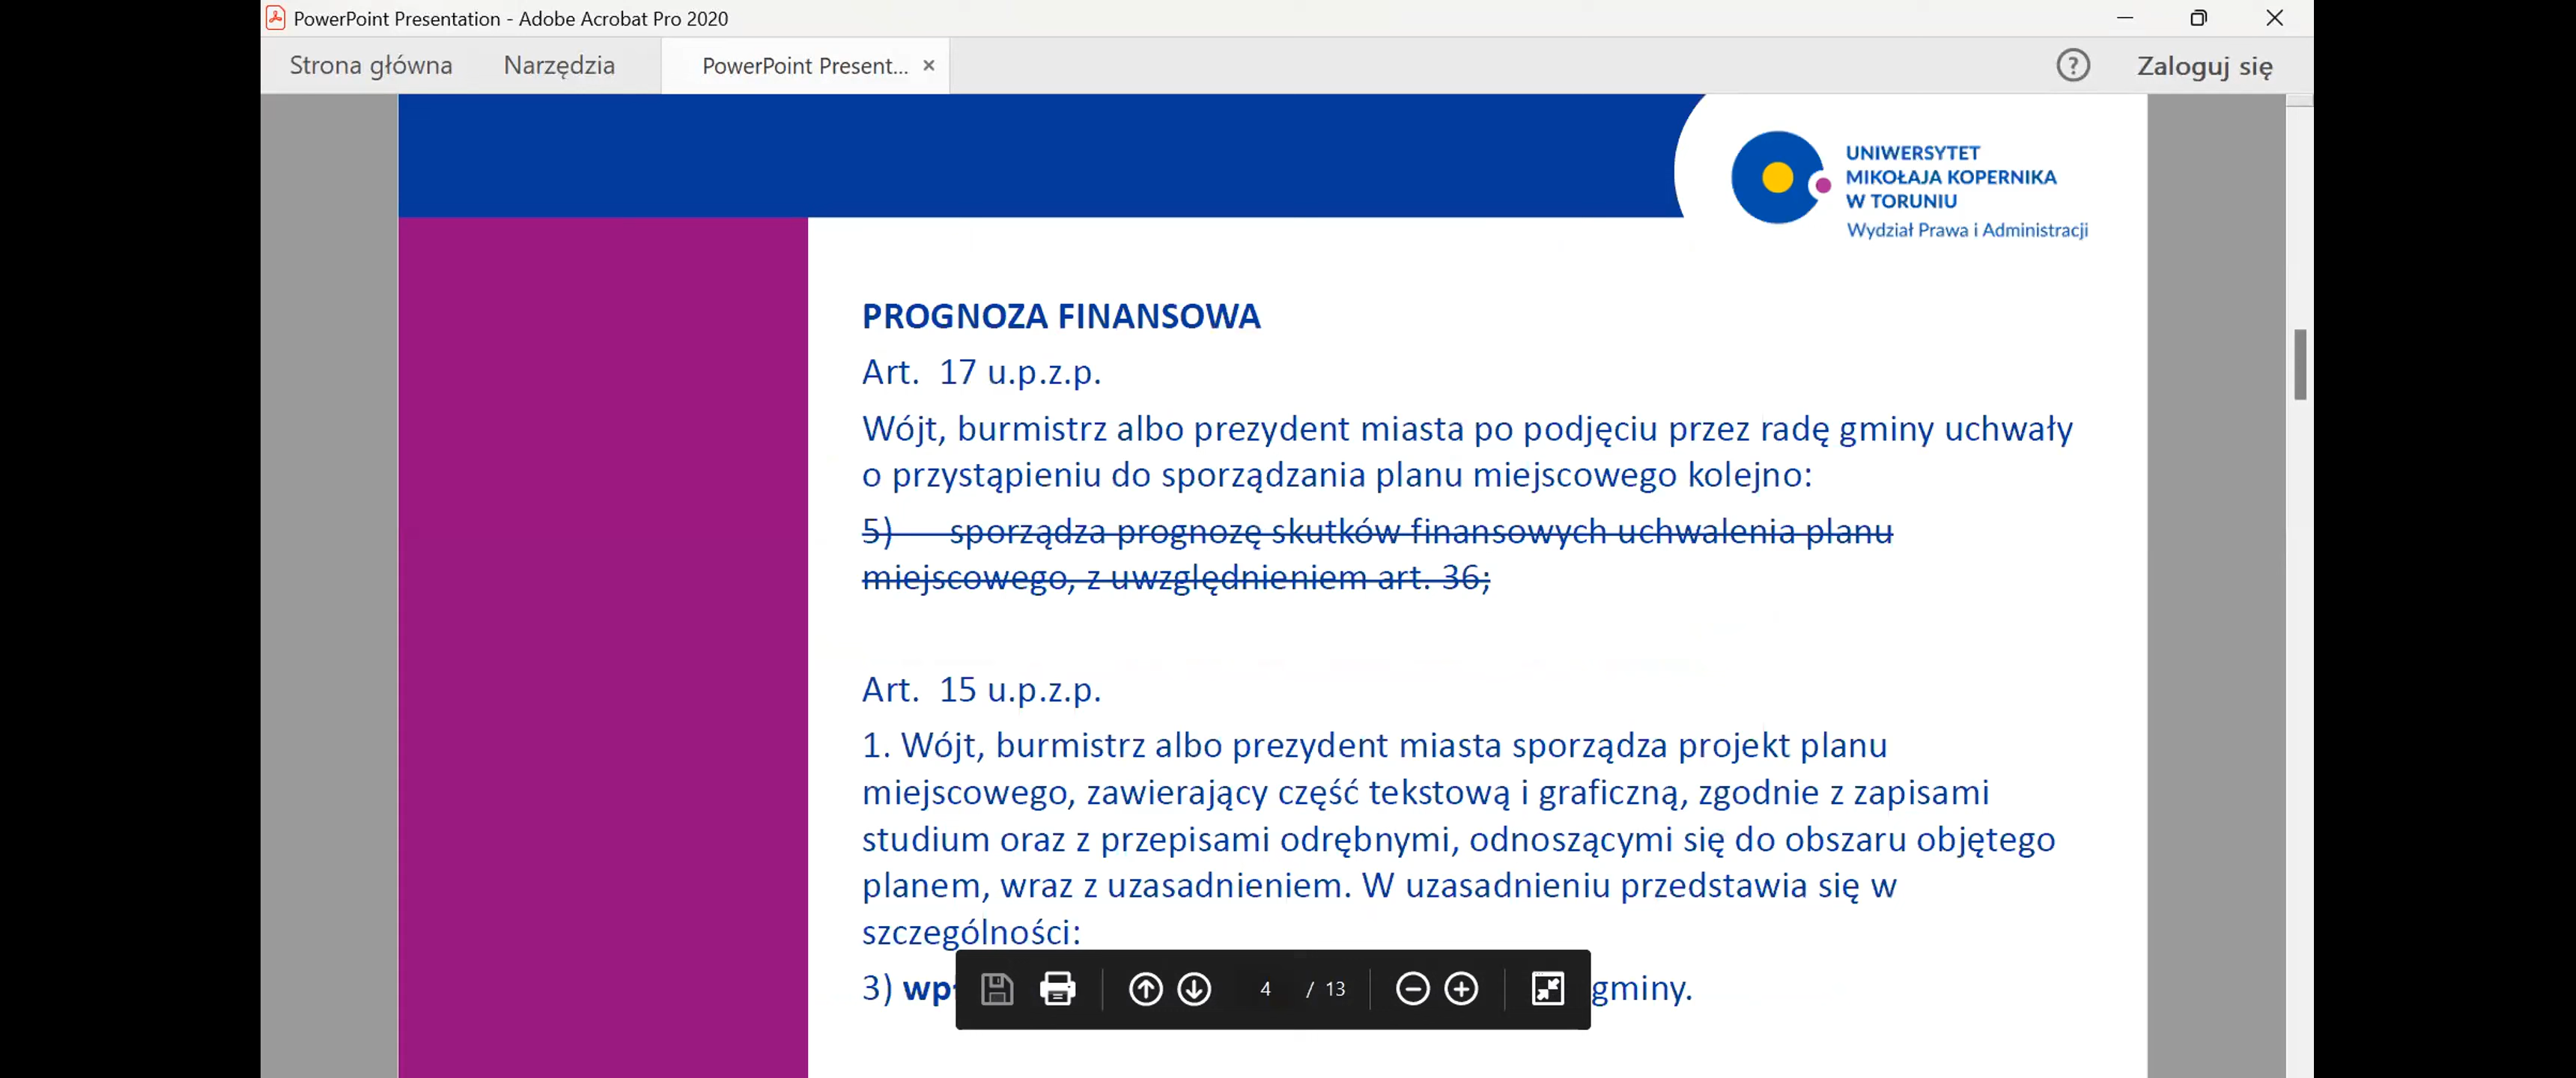 PowerPoint Presentation - Adobe Acrobat Pro 2020
Strona główna Narzędzia PowerPoint Present... × ? Zaloguj się
UNIWERSYTET
MIKOŁAJA KOPERNIKA
W TORUNIU
Wydział Prawa i Administracji
PROGNOZA FINANSOWA
Art. 17 u.p.z.p.
Wójt, burmistrz albo prezydent miasta po podjęciu przez radę gminy uchwały
o przystąpieniu do sporządzania planu miejscowego kolejno:
5) sporządza prognozę skutków finansowych uchwalenia planu
miejscowego, z uwzględnieniem art. 36;
Art. 15 u.p.z.p.
1. Wójt, burmistrz albo prezydent miasta sporządza projekt planu
miejscowego, zawierający część tekstową i graficzną, zgodnie z zapisami
studium oraz z przepisami odrębnymi, odnoszącymi się do obszaru objętego
planem, wraz z uzasadnieniem. W uzasadnieniu przedstawia się w
szczególności:
3) gminy.
4 / 13